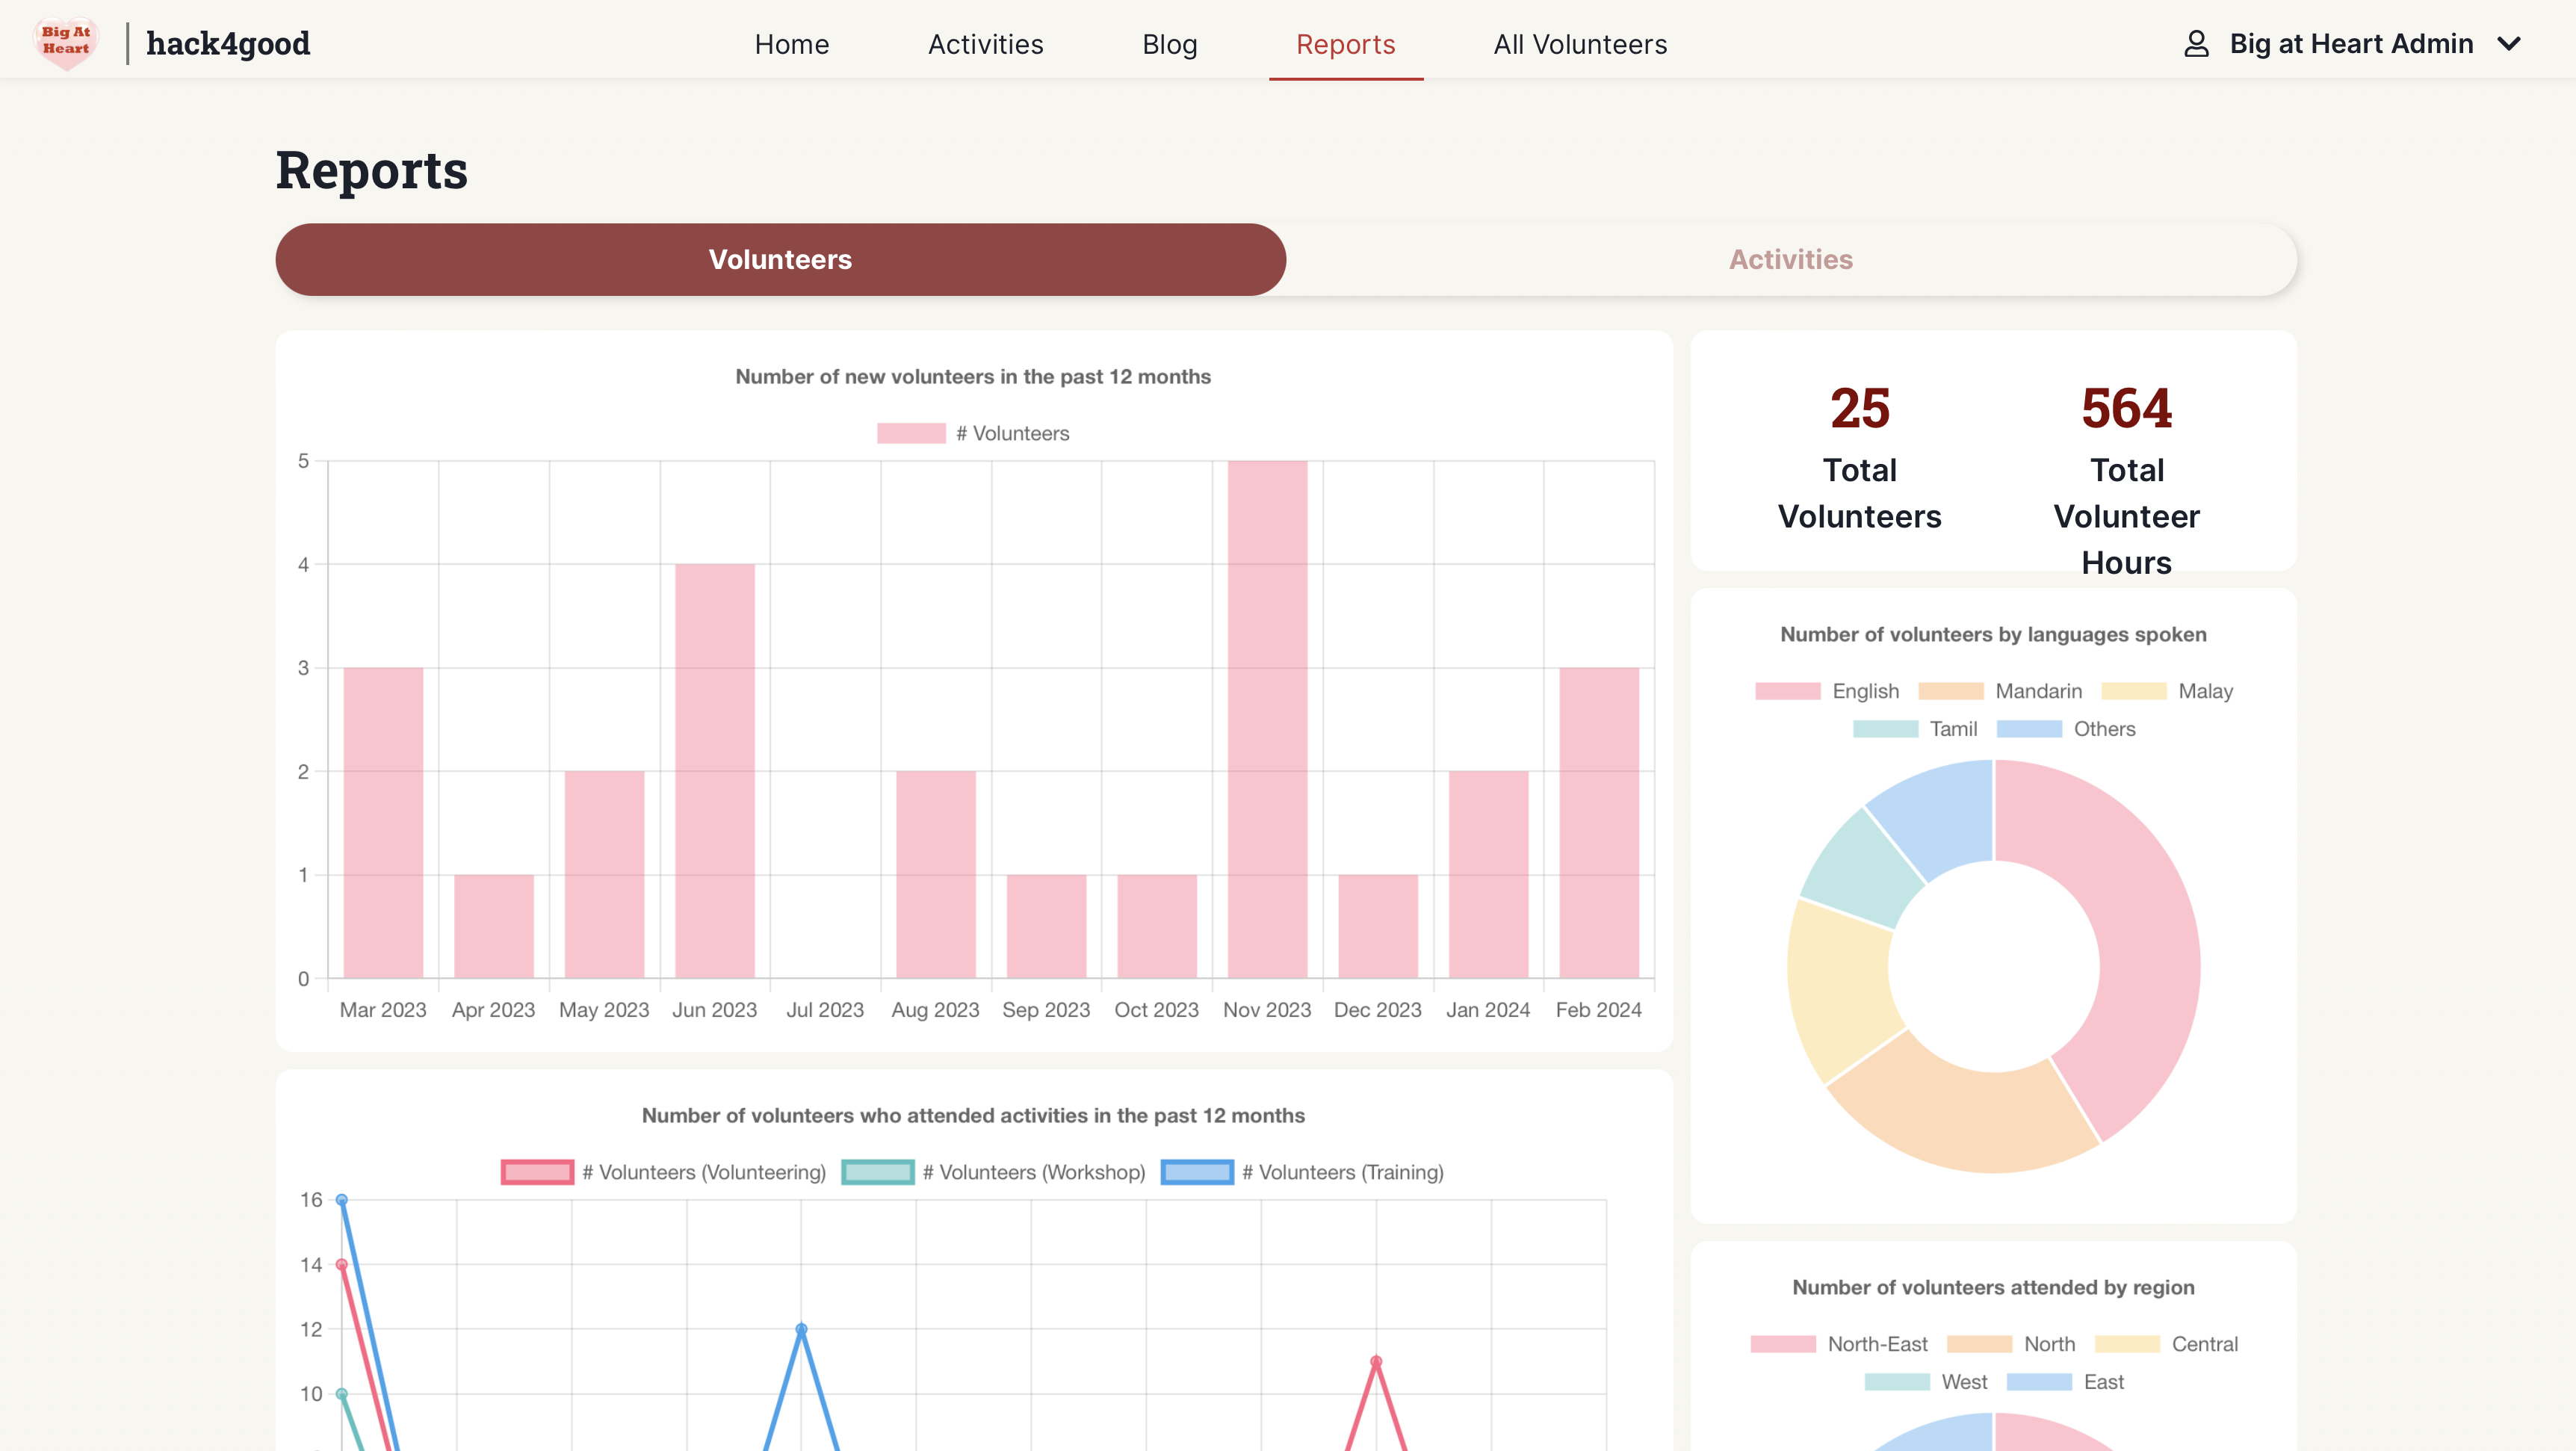 Big At
Heart
hack4good
Home
Activities
Blog
Reports
All Volunteers
Big at Heart Admin
Reports
Volunteers
Activities
Number of new volunteers in the past 12 months
# Volunteers
5
4
3
2
1
0
Mar 2023
Apr 2023
May 2023
Jun 2023
Jul 2023
Aug 2023
Sep 2023
Oct 2023
Nov 2023
Dec 2023
Jan 2024
Feb 2024
25
Total
Volunteers
564
Total
Volunteer
Hours
Number of volunteers by languages spoken
English
Mandarin
Malay
Tamil
Others
Number of volunteers who attended activities in the past 12 months
# Volunteers (Volunteering)
# Volunteers (Workshop)
# Volunteers (Training)
16
14
12
10
Number of volunteers attended by region
North-East
North
Central
West
East